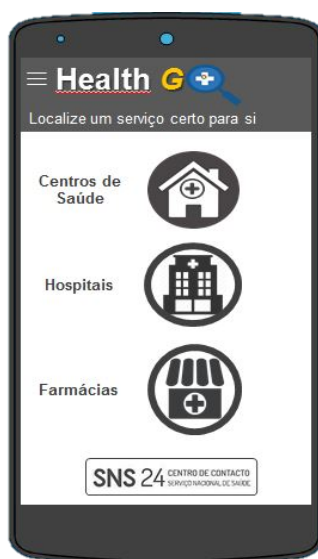 Health G
Localize um serviço certo para si
Centros de
Saúde
Hospitais
Farmácias
SNS 24 CENTRO DE CONTACTO
SERVIÇO NACIONAL DE SAÚDE